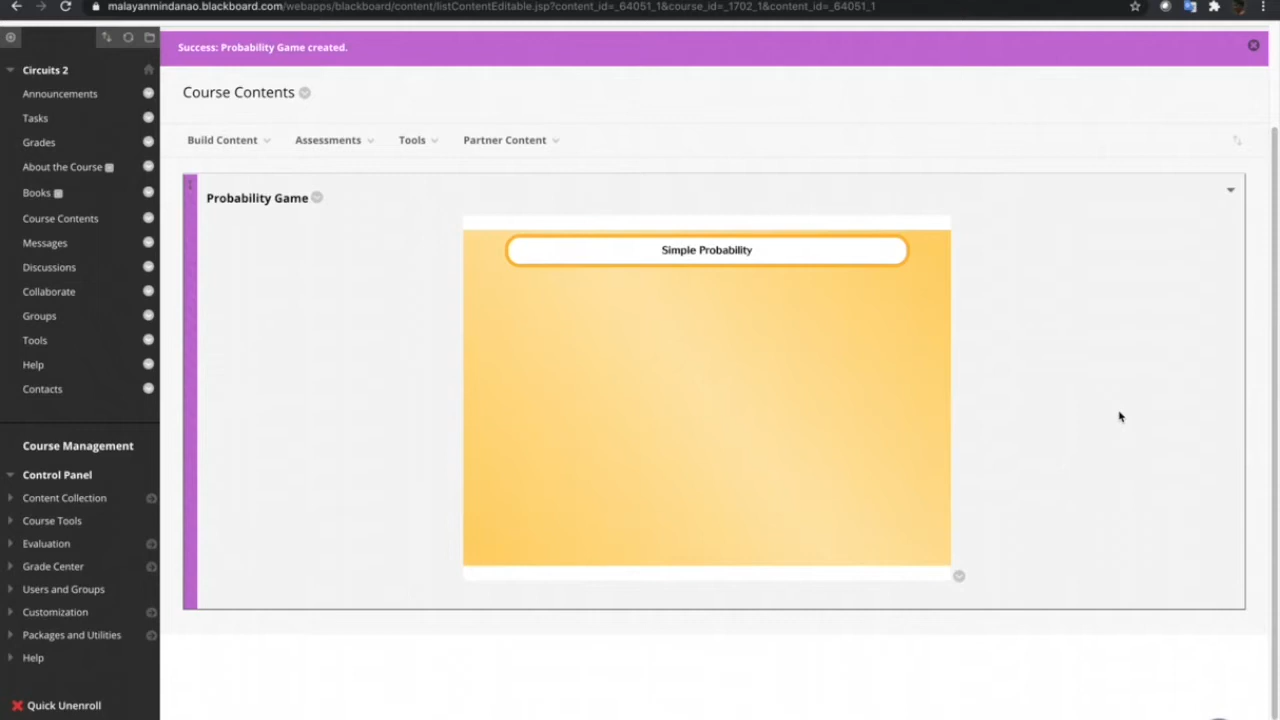 malayanmindanao.blackboard.com/webapps/blackboard/content/listContentEditable.jsp?content_id=_64051_1&course_id=_1702_1&content_id=_64051_1
Success: Probability Game created.
Circuits 2
Announcements
Tasks
Grades
About the Course
Books
Course Contents
Messages
Discussions
Collaborate
Groups
Tools
Help
Contacts
Course Management
Control Panel
Content Collection
Course Tools
Evaluation
Grade Center
Users and Groups
Customization
Packages and Utilities
Help
Quick Unenroll
Course Contents
Build Content Assessments Tools Partner Content
Probability Game
Simple Probability